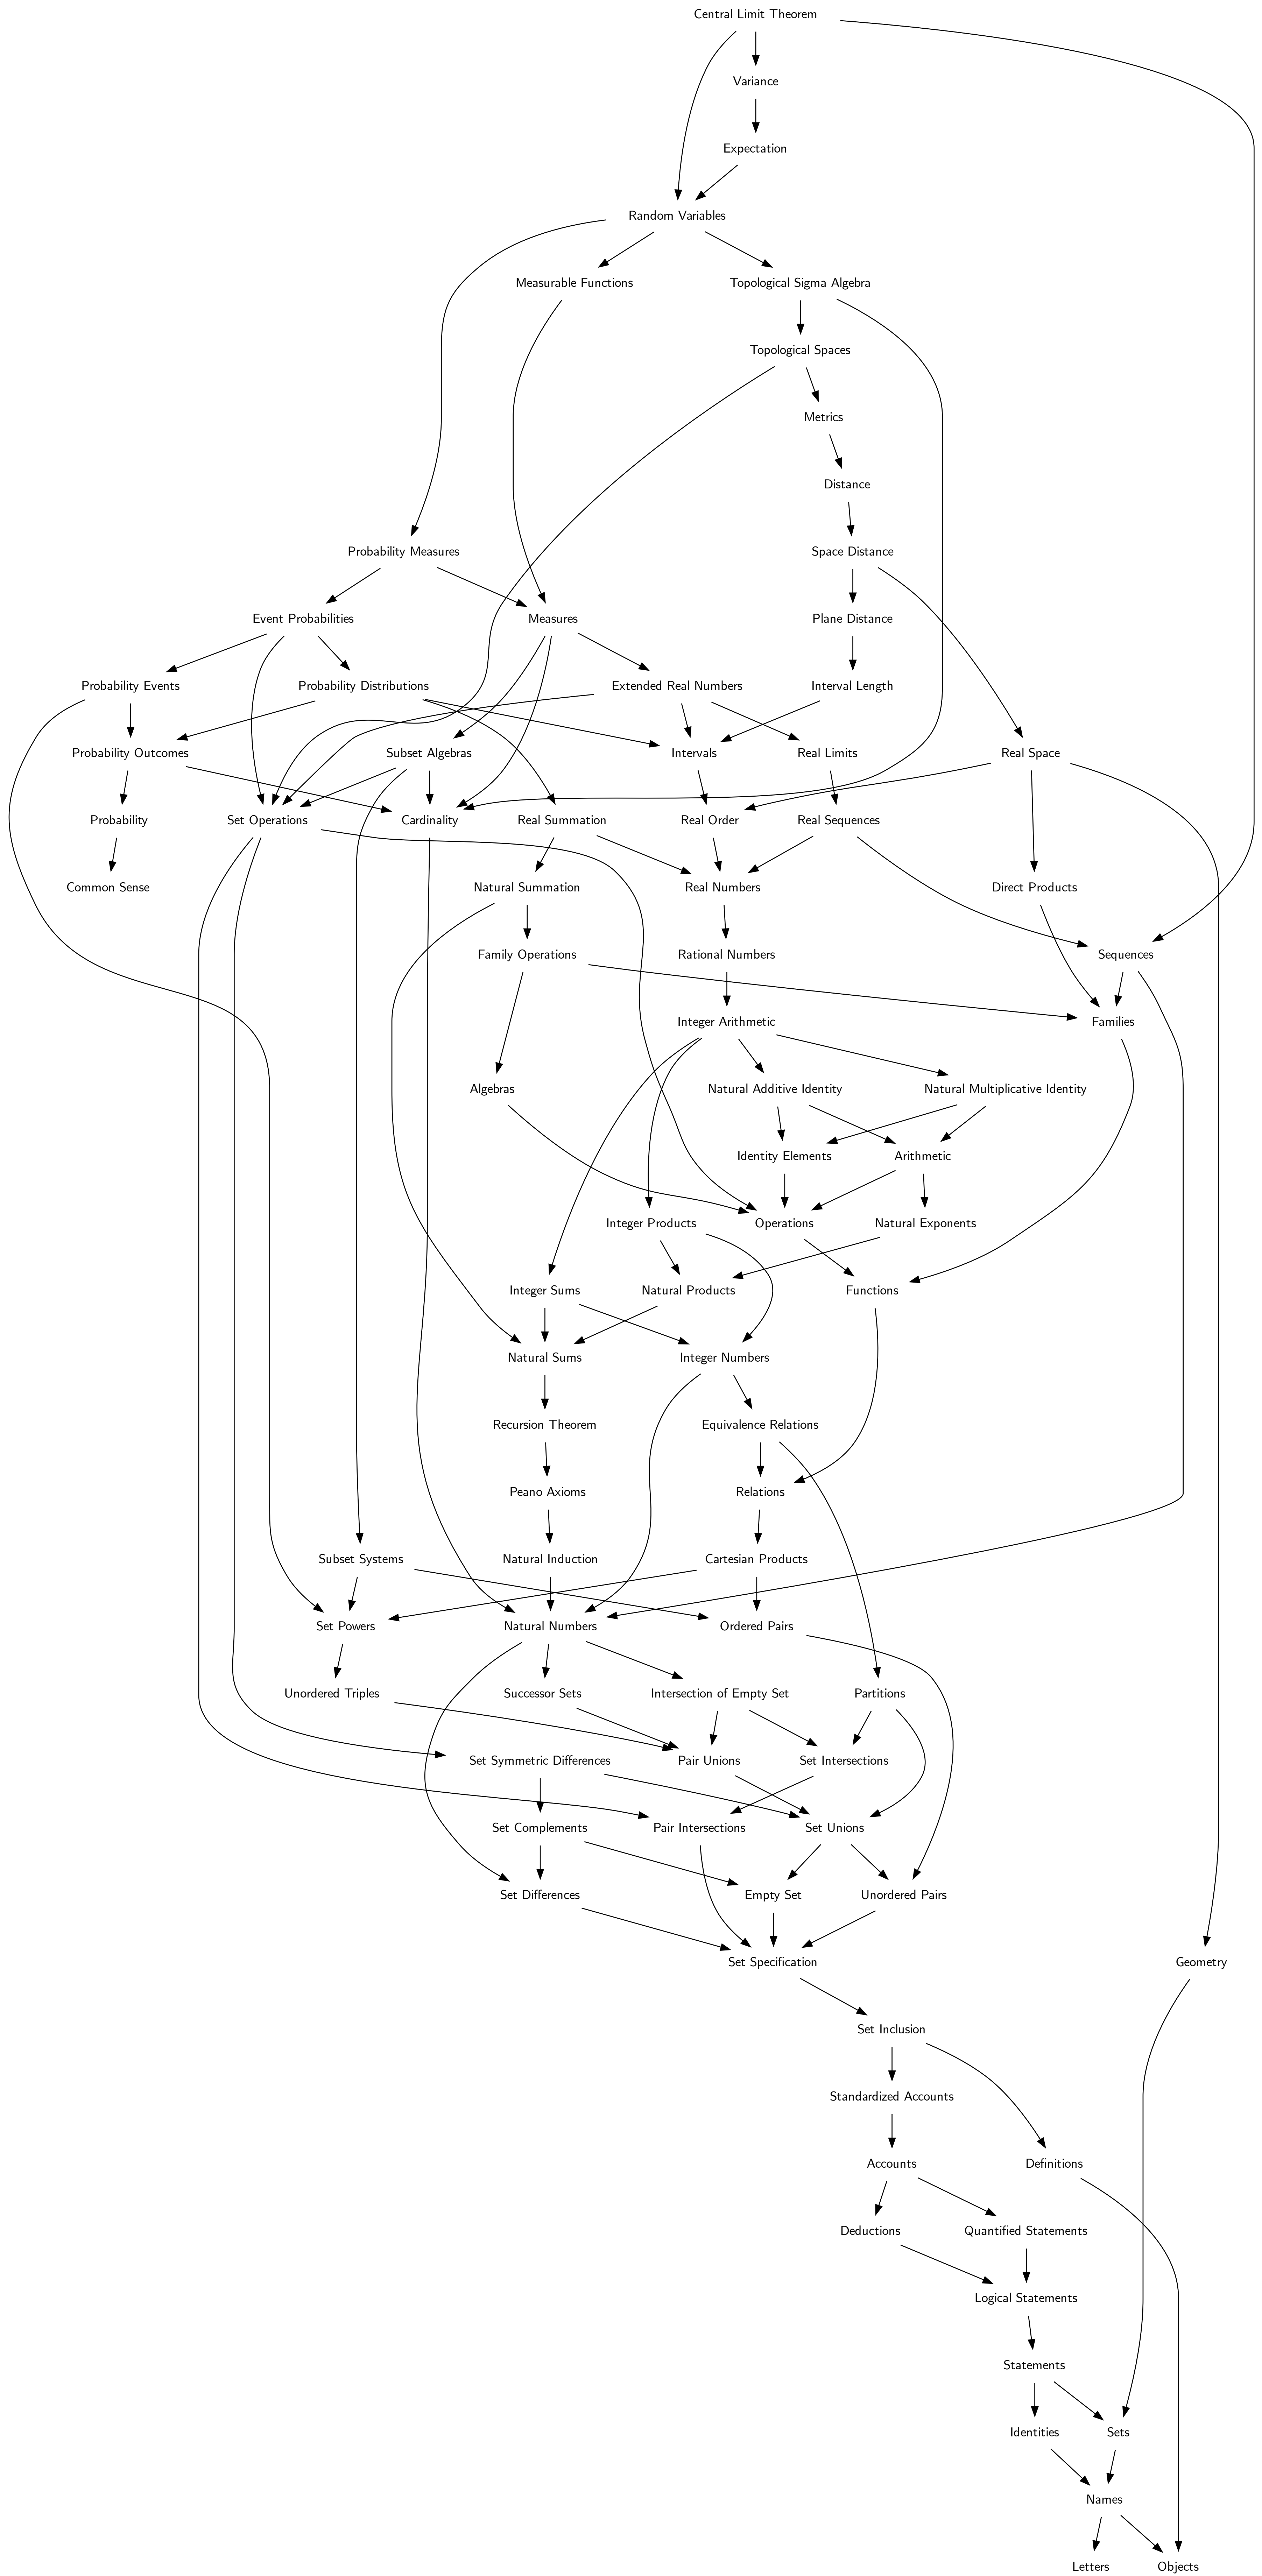 Central Limit Theorem
Variance
Expectation
Random Variables
Measurable Functions
Topological Sigma Algebra
Topological Spaces
Metrics
Distance
Probability Measures
Space Distance
Event Probabilities
Measures
Plane Distance
Probability Events
Probability Distributions
Extended Real Numbers
Interval Length
Probability Outcomes
Subset Algebras
Intervals
Real Limits
Real Space
Probability
Set Operations
Cardinality
Real Summation
Real Order
Real Sequences
Common Sense
Natural Summation
Real Numbers
Direct Products
Family Operations
Rational Numbers
Sequences
Integer Arithmetic
Families
Algebras
Natural Additive Identity
Natural Multiplicative Identity
Identity Elements
Arithmetic
Integer Products
Operations
Natural Exponents
Integer Sums
Natural Products
Functions
Natural Sums
Integer Numbers
Recursion Theorem
Equivalence Relations
Peano Axioms
Relations
Subset Systems
Natural Induction
Cartesian Products
Set Powers
Natural Numbers
Ordered Pairs
Unordered Triples
Successor Sets
Intersection of Empty Set
Partitions
Set Symmetric Differences
Pair Unions
Set Intersections
Set Complements
Pair Intersections
Set Unions
Set Differences
Empty Set
Unordered Pairs
Set Specification
Geometry
Set Inclusion
Standardized Accounts
Accounts
Definitions
Deductions
Quantified Statements
Logical Statements
Statements
Identities
Sets
Names
Letters
Objects